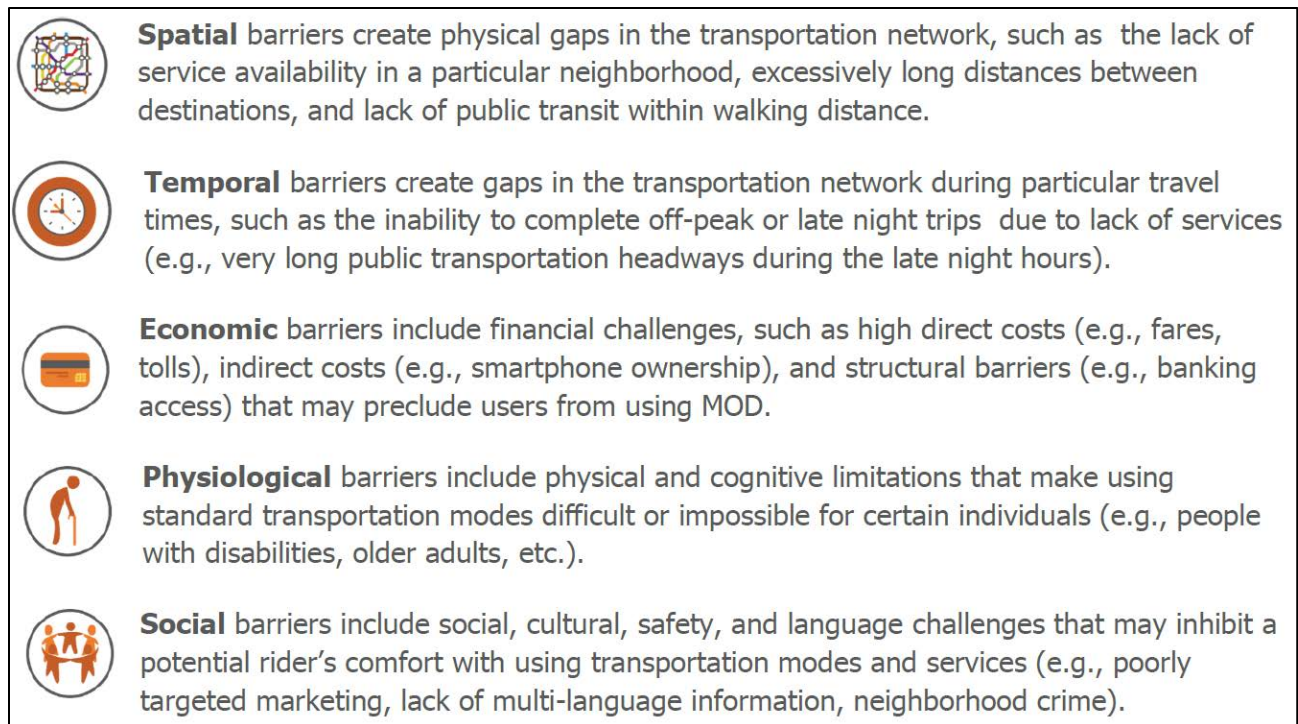 Spatial barriers create physical gaps in the transportation network, such as the lack of
service availability in a particular neighborhood, excessively long distances between
destinations, and lack of public transit within walking distance.
Temporal barriers create gaps in the transportation network during particular travel
times, such as the inability to complete off-peak or late night trips due to lack of services
(e.g., very long public transportation headways during the late night hours).
Economic barriers include financial challenges, such as high direct costs (e.g., fares,
tolls), indirect costs (e.g., smartphone ownership), and structural barriers (e.g., banking
access) that may preclude users from using MOD.
Physiological barriers include physical and cognitive limitations that make using
standard transportation modes difficult or impossible for certain individuals (e.g., people
with disabilities, older adults, etc.).
Social barriers include social, cultural, safety, and language challenges that may inhibit a
potential rider’s comfort with using transportation modes and services (e.g., poorly
targeted marketing, lack of multi-language information, neighborhood crime).